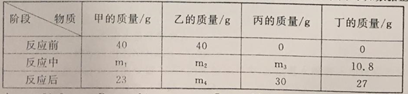 阶段 物质 甲的质量/g 乙的质量/g 丙的质量/g 丁的质量/g
反应前 40 40 0 0
反应中 m₁ m₂ m₃ 10.8
反应后 23 m₄ 30 27